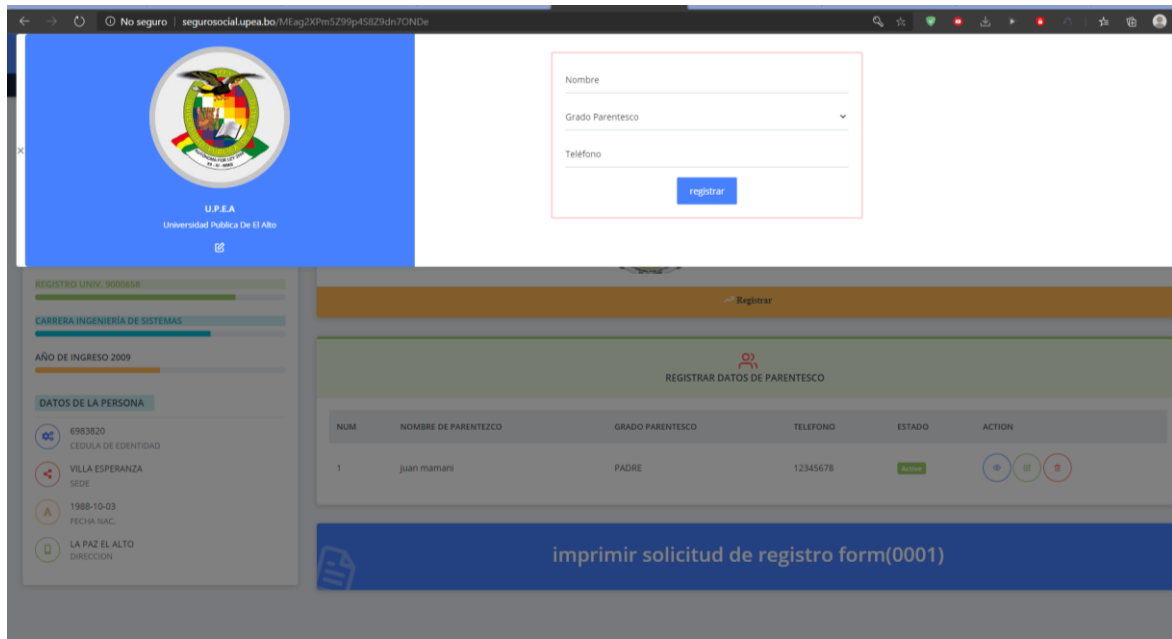 No seguro | segurosocial.upea.bo/MEag2XPm5Z99p4S8Z9dn7ONDe
U.P.E.A
Universidad Publica De El Alto
Nombre
Grado Parentesco
Teléfono
registrar
REGISTRO UNIV. 9000658
CARRERA INGENIERÍA DE SISTEMAS
AÑO DE INGRESO 2009
DATOS DE LA PERSONA
6983820
CEDULA DE EDENTIDAD
VILLA ESPERANZA
SEDE
A
1988-10-03
FECHA NAC.
LA PAZ EL ALTO
DIRECCION
Registrar
REGISTRAR DATOS DE PARENTESCO
NUM NOMBRE DE PARENTEZCO GRADO PARENTESCO TELEFONO ESTADO ACTION
1 juan mamani PADRE 12345678 Activo
imprimir solicitud de registro form(0001)